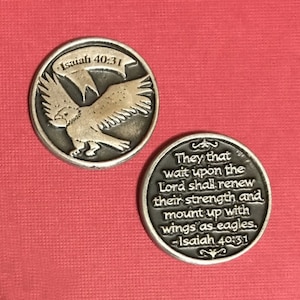 Isaiah 40:31
They that
wait upon the
Lord shall renew
their strength and
mount up with
wings as eagles.
-Isaiah 40:31